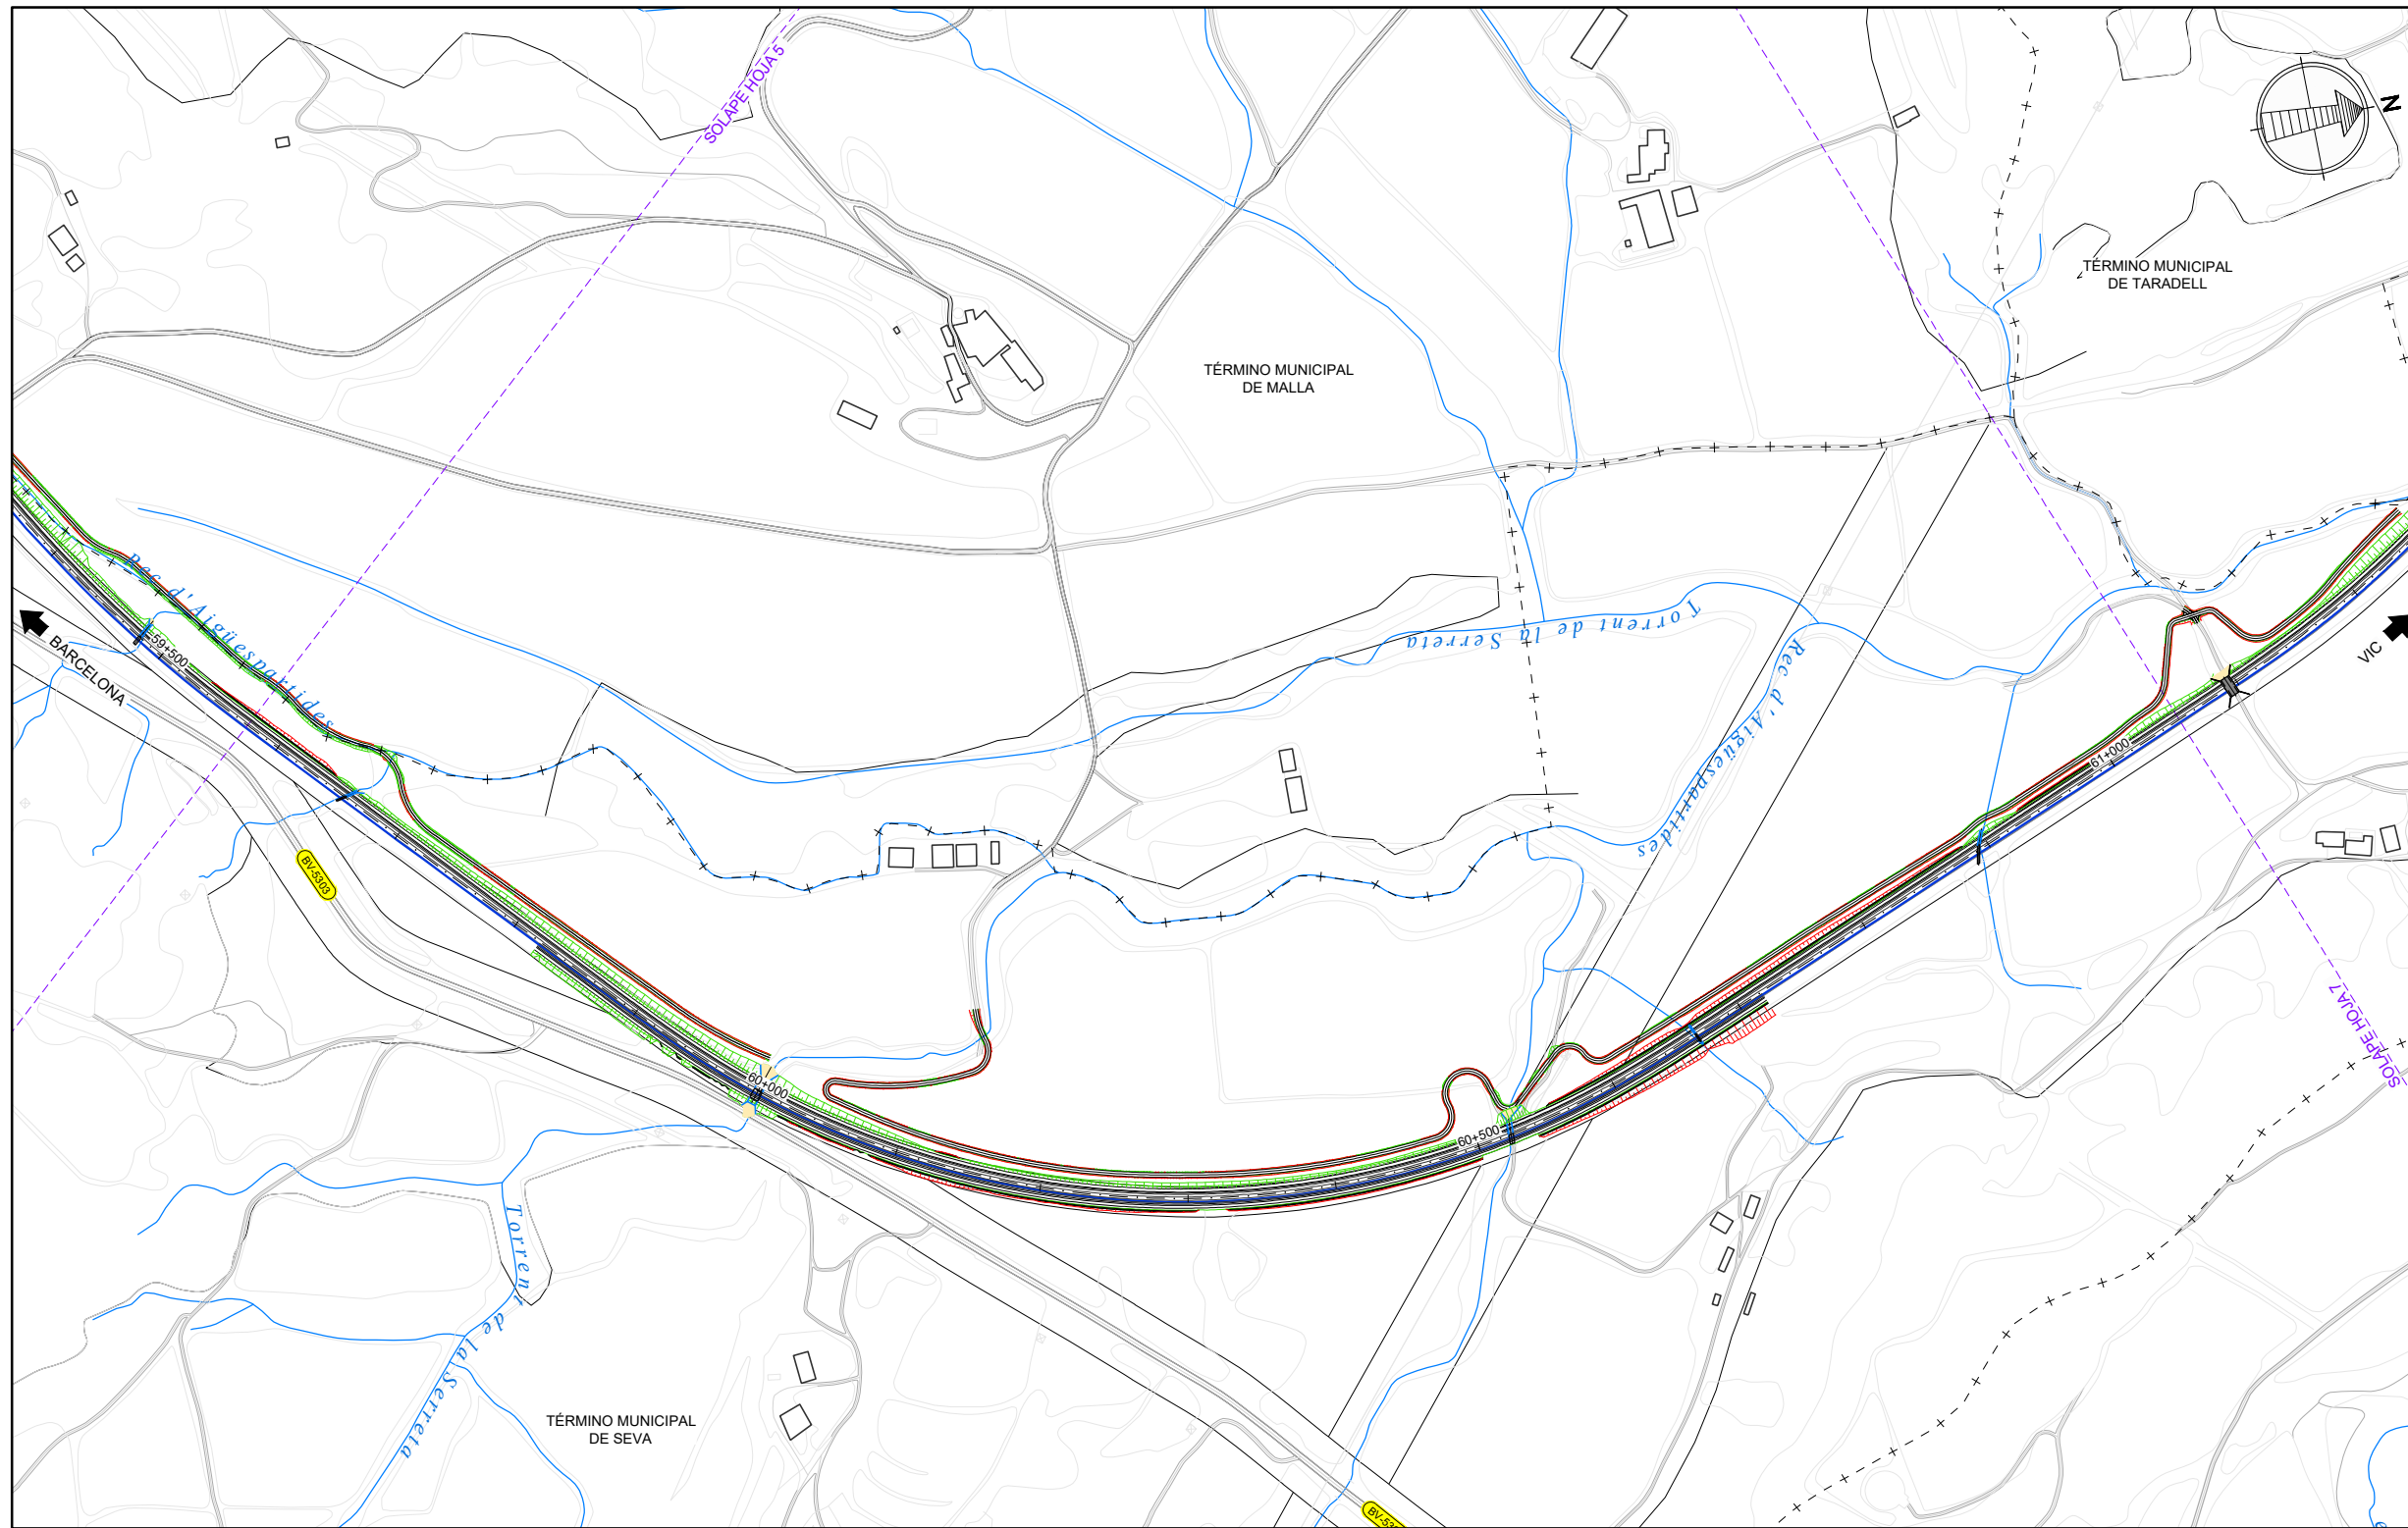 SOLAPE HOJA 5
N
TÉRMINO MUNICIPAL
DE TARADELL
TÉRMINO MUNICIPAL
DE MALLA
Rec d'Aigüespartides
59+500
BARCELONA
Torrent de la Serreta
Rec d'Aigüespartides
VIC
61+000
BV-5303
SOLAPE HOJA 7
60+000
60+500
Torrent de la Serreta
TÉRMINO MUNICIPAL
DE SEVA